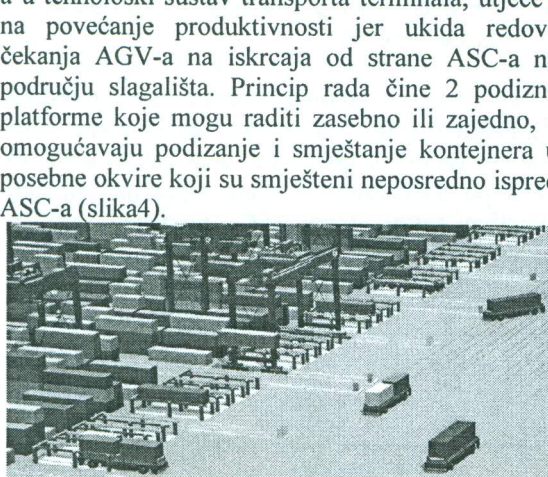 a u tehnološki sustav transporta terminala, utječe
na povećanje produktivnosti jer ukida redov
čekanja AGV-a na iskrcaja od strane ASC-a n
području slagališta. Princip rada čine 2 podizn
platforme koje mogu raditi zasebno ili zajedno,
omogućavaju podizanje i smještanje kontejnera u
posebne okvire koji su smješteni neposredno ispred
ASC-a (slika4).